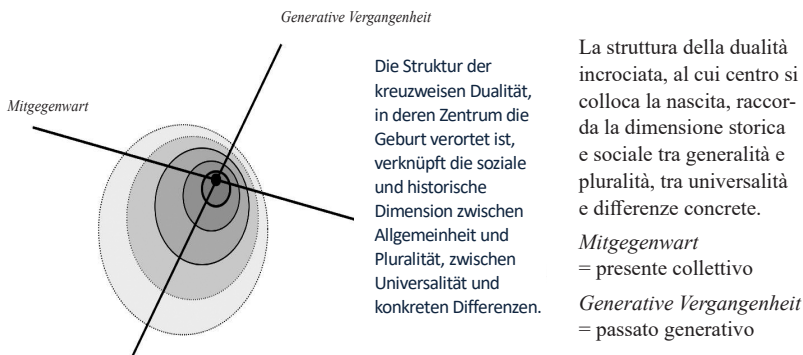 Generative Vergangenheit
Mitgegenwart
Die Struktur der
kreuzweisen Dualität,
in deren Zentrum die
Geburt verortet ist,
verknüpft die soziale
und historische
Dimension zwischen
Allgemeinheit und
Pluralität, zwischen
Universalität und
konkreten Differenzen.
La struttura della dualità
incrociata, al cui centro si
colloca la nascita, raccor-
da la dimensione storica
e sociale tra generalità e
pluralità, tra universalità
e differenze concrete.
Mitgegenwart
= presente collettivo
Generative Vergangenheit
= passato generativo